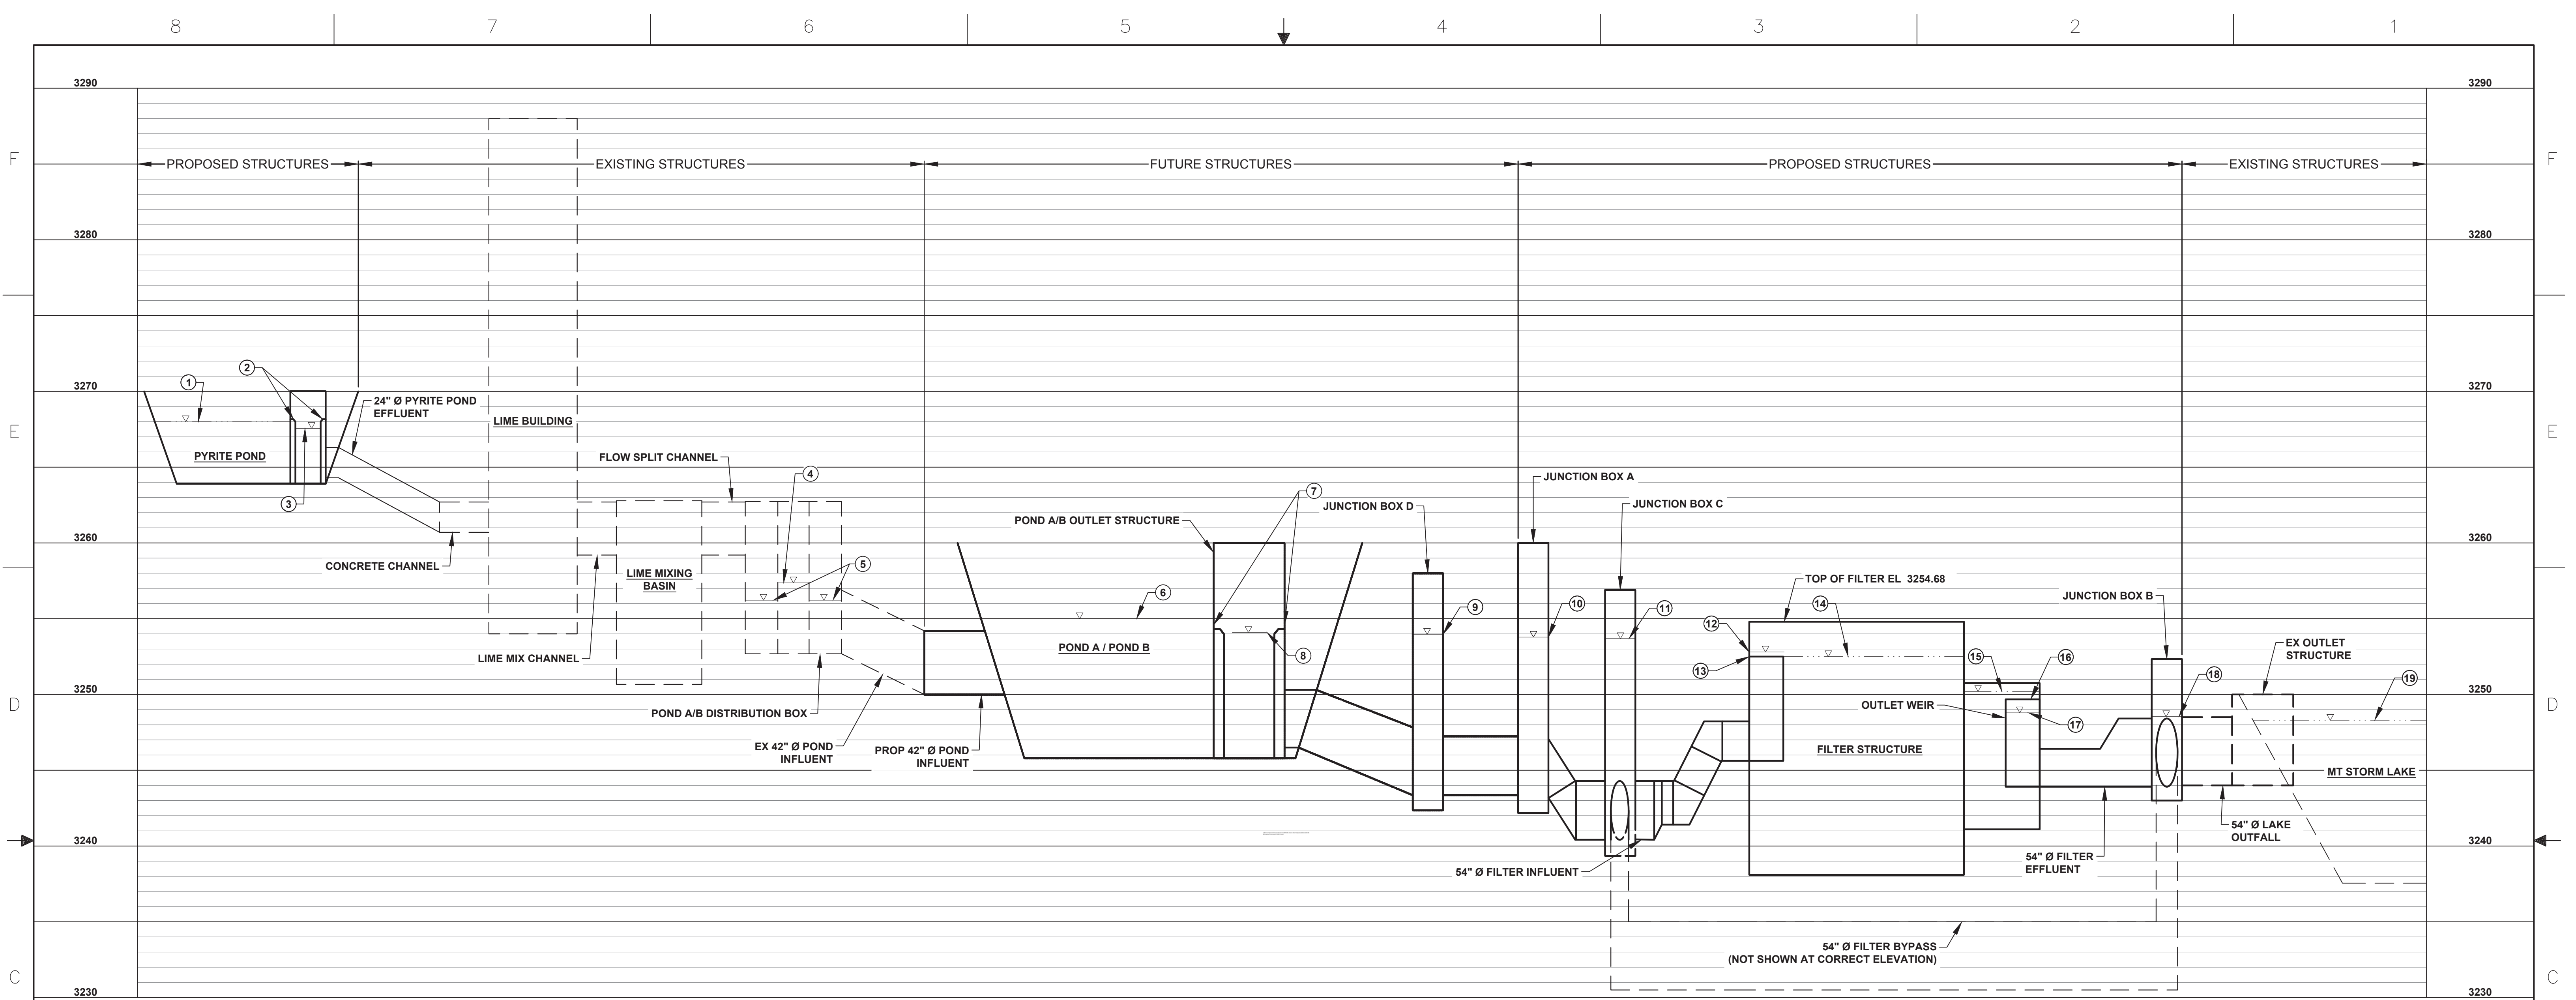 8 7 6 5 4 3 2 1
3290 3290
F PROPOSED STRUCTURES EXISTING STRUCTURES FUTURE STRUCTURES PROPOSED STRUCTURES EXISTING STRUCTURES F
3280 3280
3270 3270
1
2
24" Ø PYRITE POND
EFFLUENT
LIME BUILDING
E E
PYRITE POND
3
FLOW SPLIT CHANNEL
4
7
JUNCTION BOX A
JUNCTION BOX C
JUNCTION BOX D
POND A/B OUTLET STRUCTURE
3260 3260
CONCRETE CHANNEL
LIME MIXING
BASIN
5
6
TOP OF FILTER EL 3254.68
JUNCTION BOX B
9
10
11
12
13
14
15
16
EX OUTLET
STRUCTURE
POND A / POND B
8
LIME MIX CHANNEL
3250 3250
D D
OUTLET WEIR
17
18
19
POND A/B DISTRIBUTION BOX
EX 42" Ø POND
INFLUENT
PROP 42" Ø POND
INFLUENT
FILTER STRUCTURE
MT STORM LAKE
3240 3240
54" Ø LAKE
OUTFALL
54" Ø FILTER INFLUENT
54" Ø FILTER
EFFLUENT
54" Ø FILTER BYPASS
(NOT SHOWN AT CORRECT ELEVATION)
C C
3230 3230